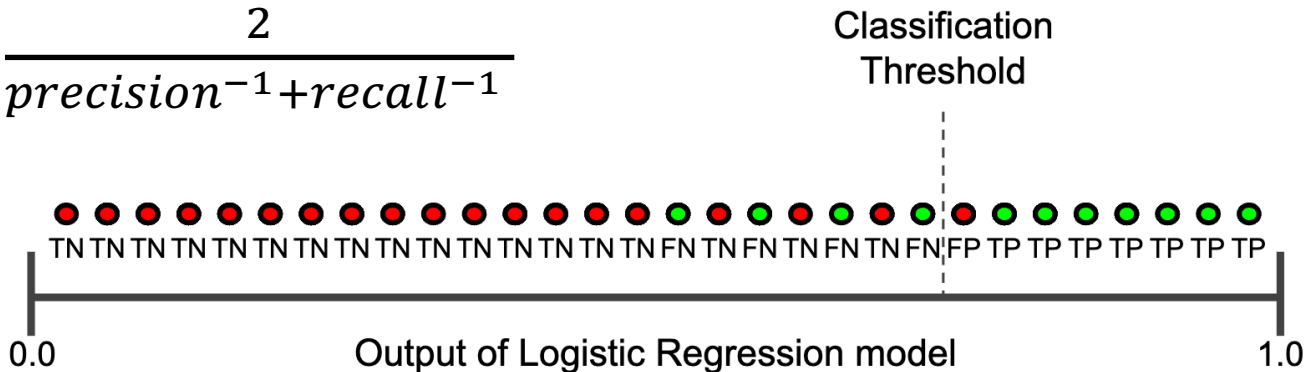 2
precision⁻¹+recall⁻¹
Classification
Threshold
TN TN TN TN TN TN TN TN TN TN TN TN TN TN TN FN TN FN TN FN TN FN FP TP TP TP TP TP TP TP
0.0 Output of Logistic Regression model 1.0